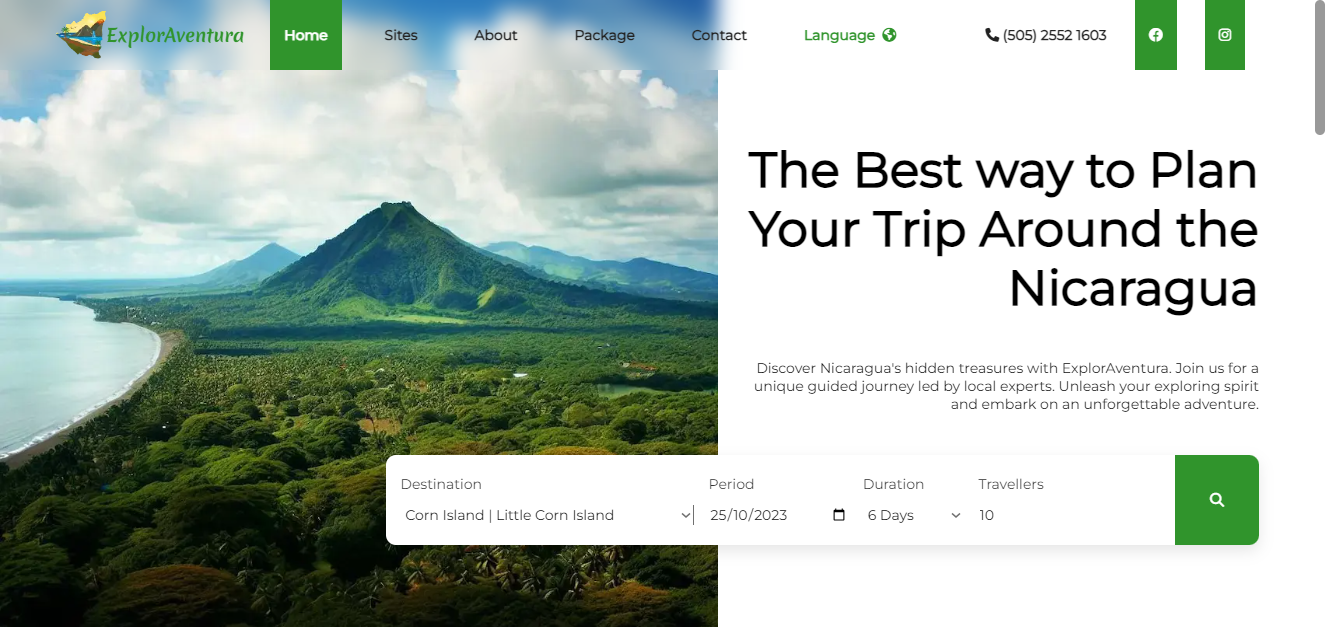 ExplorAventura
Home
Sites
About
Package
Contact
Language
(505) 2552 1603
The Best way to Plan
Your Trip Around the
Nicaragua
Discover Nicaragua's hidden treasures with ExplorAventura. Join us for a
unique guided journey led by local experts. Unleash your exploring spirit
and embark on an unforgettable adventure.
Destination
Period
Duration
Travellers
Corn Island | Little Corn Island
25/10/2023
6 Days
10